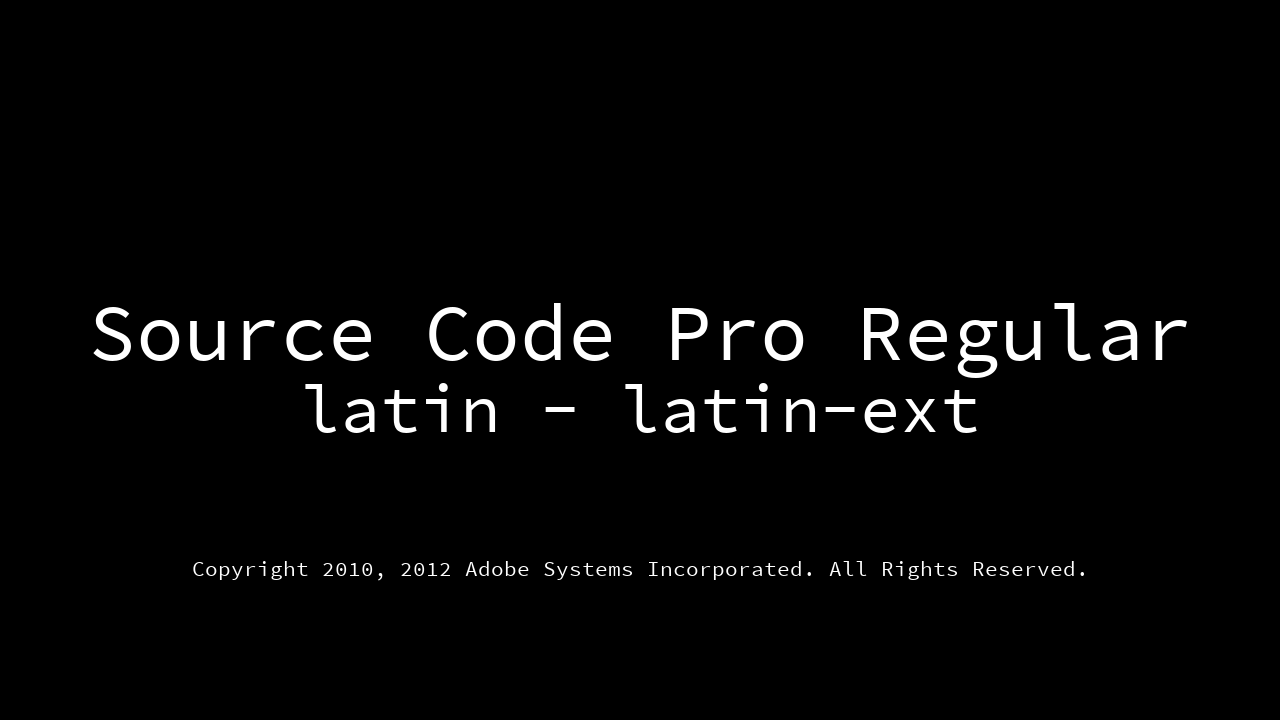 Source Code Pro Regular
latin - latin-ext
Copyright 2010, 2012 Adobe Systems Incorporated. All Rights Reserved.